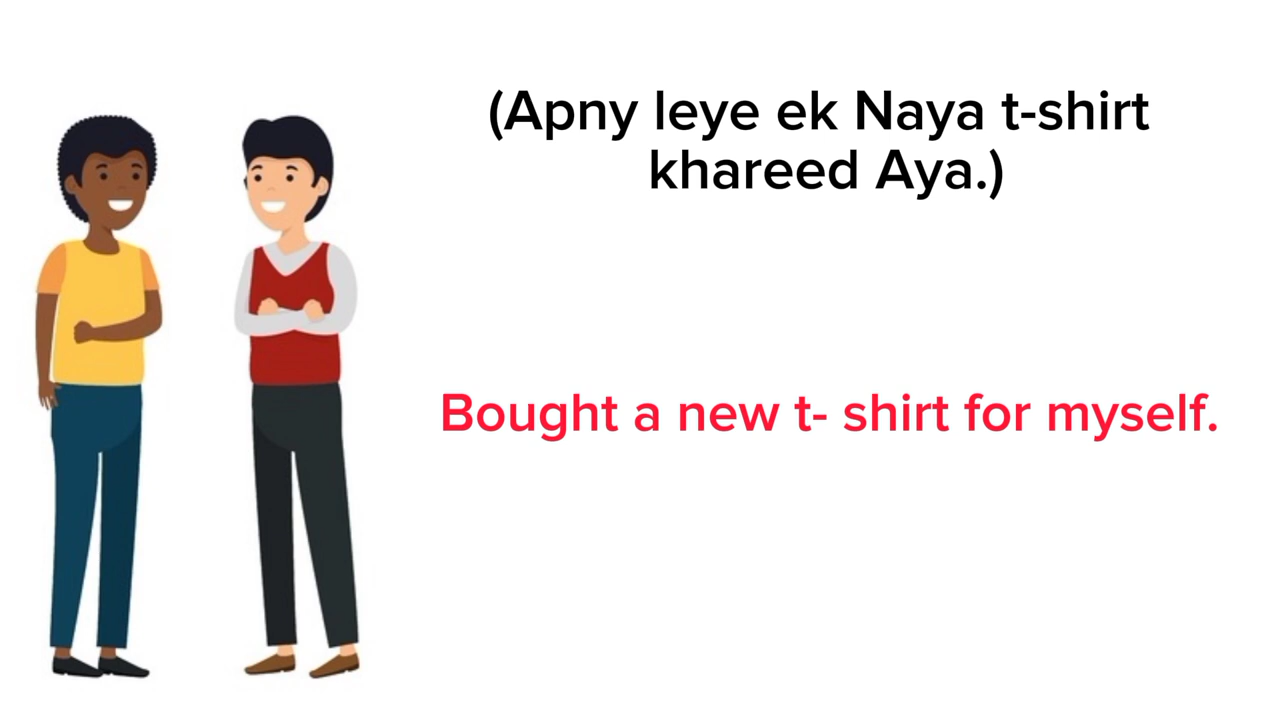 (Apny leye ek Naya t-shirt
khareed Aya.)
Bought a new t- shirt for myself.